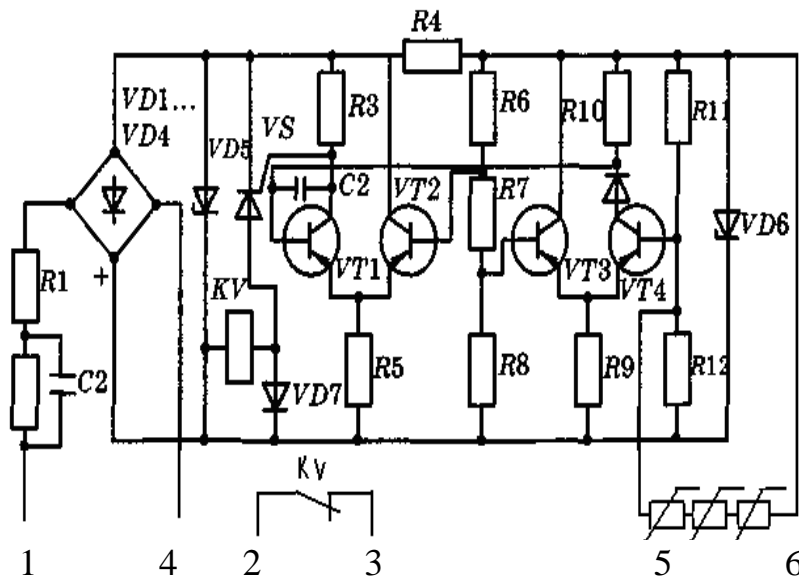 R4
VD1...
VD4
VD5
VS
R3
R6
R10
R11
C2
VT2
R7
VD6
R1
+
KV
VT1
VT3
VT4
C2
VD7
R5
R8
R9
R12
KV
1 4 2 3 5 6